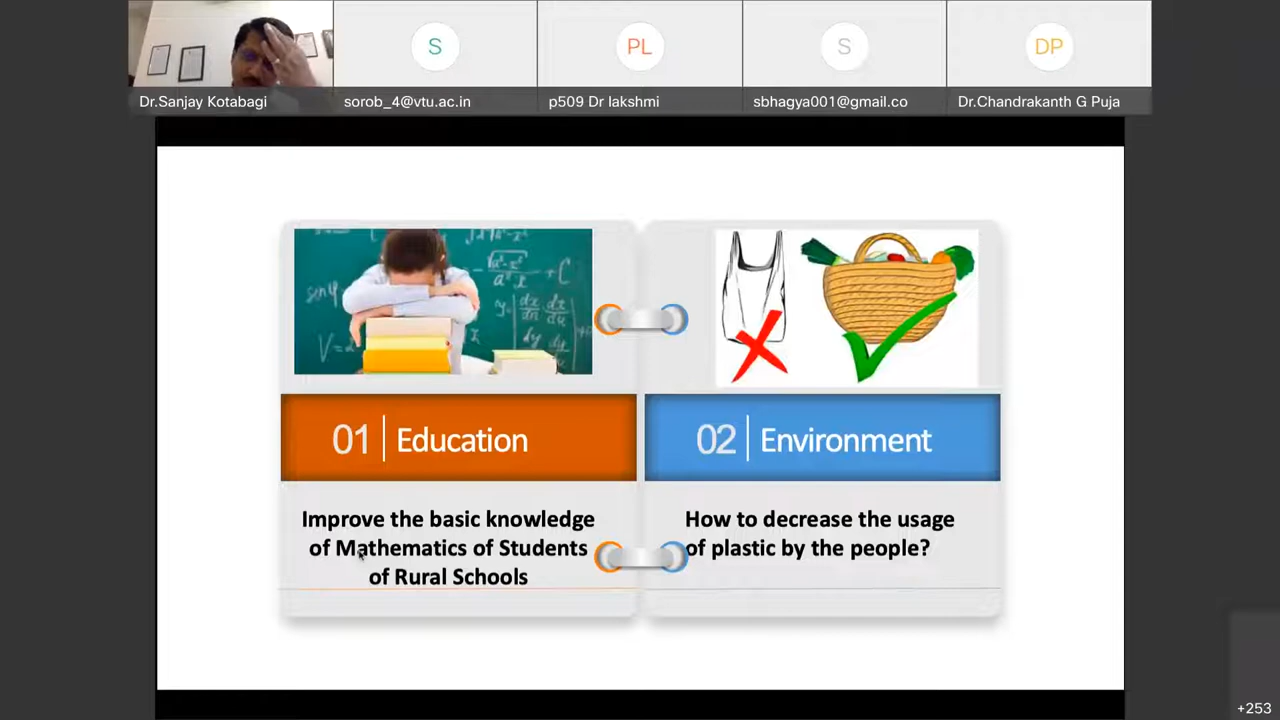 S
PL
S
DP
Dr.Sanjay Kotabagi
sorob_4@vtu.ac.in
p509 Dr lakshmi
sbhagya001@gmail.co
Dr.Chandrakanth G Puja
01 | Education
02 | Environment
Improve the basic knowledge
of Mathematics of Students
of Rural Schools
How to decrease the usage
of plastic by the people?
+253